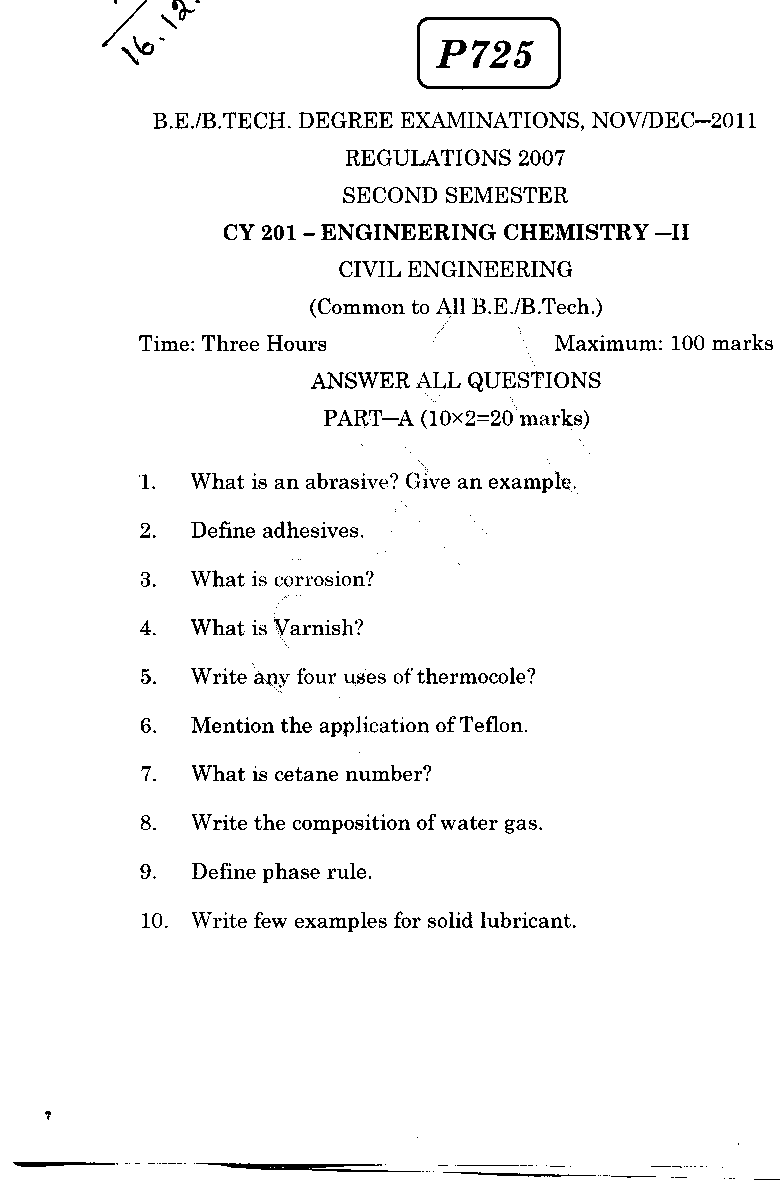 16.12.
P725
B.E./B.TECH. DEGREE EXAMINATIONS, NOV/DEC–2011
REGULATIONS 2007
SECOND SEMESTER
CY 201 – ENGINEERING CHEMISTRY –II
CIVIL ENGINEERING
(Common to All B.E./B.Tech.)
Time: Three Hours Maximum: 100 marks
ANSWER ALL QUESTIONS
PART–A (10×2=20 marks)
1. What is an abrasive? Give an example.
2. Define adhesives.
3. What is corrosion?
4. What is Varnish?
5. Write any four uses of thermocole?
6. Mention the application of Teflon.
7. What is cetane number?
8. Write the composition of water gas.
9. Define phase rule.
10. Write few examples for solid lubricant.